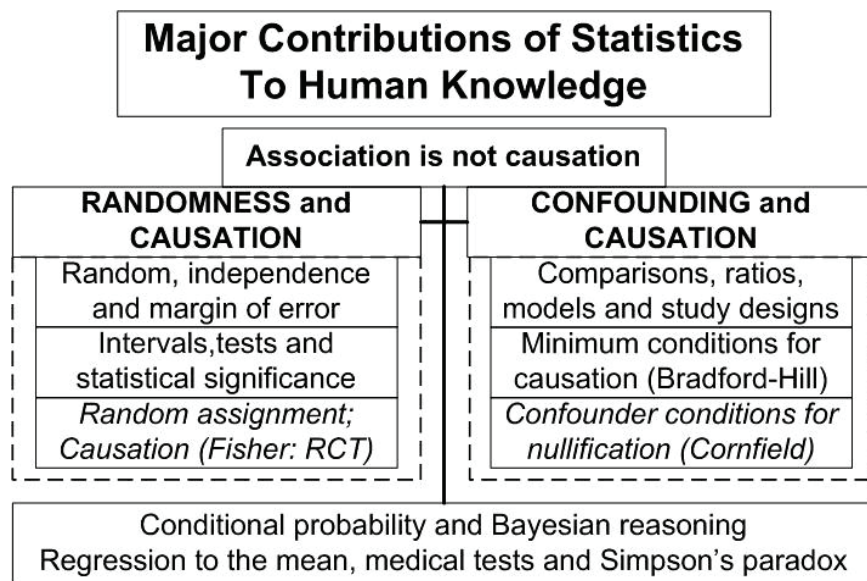 Major Contributions of Statistics
To Human Knowledge
Association is not causation
RANDOMNESS and
CAUSATION
Random, independence
and margin of error
Intervals,tests and
statistical significance
Random assignment;
Causation (Fisher: RCT)
CONFOUNDING and
CAUSATION
Comparisons, ratios,
models and study designs
Minimum conditions for
causation (Bradford-Hill)
Confounder conditions for
nullification (Cornfield)
Conditional probability and Bayesian reasoning
Regression to the mean, medical tests and Simpson's paradox